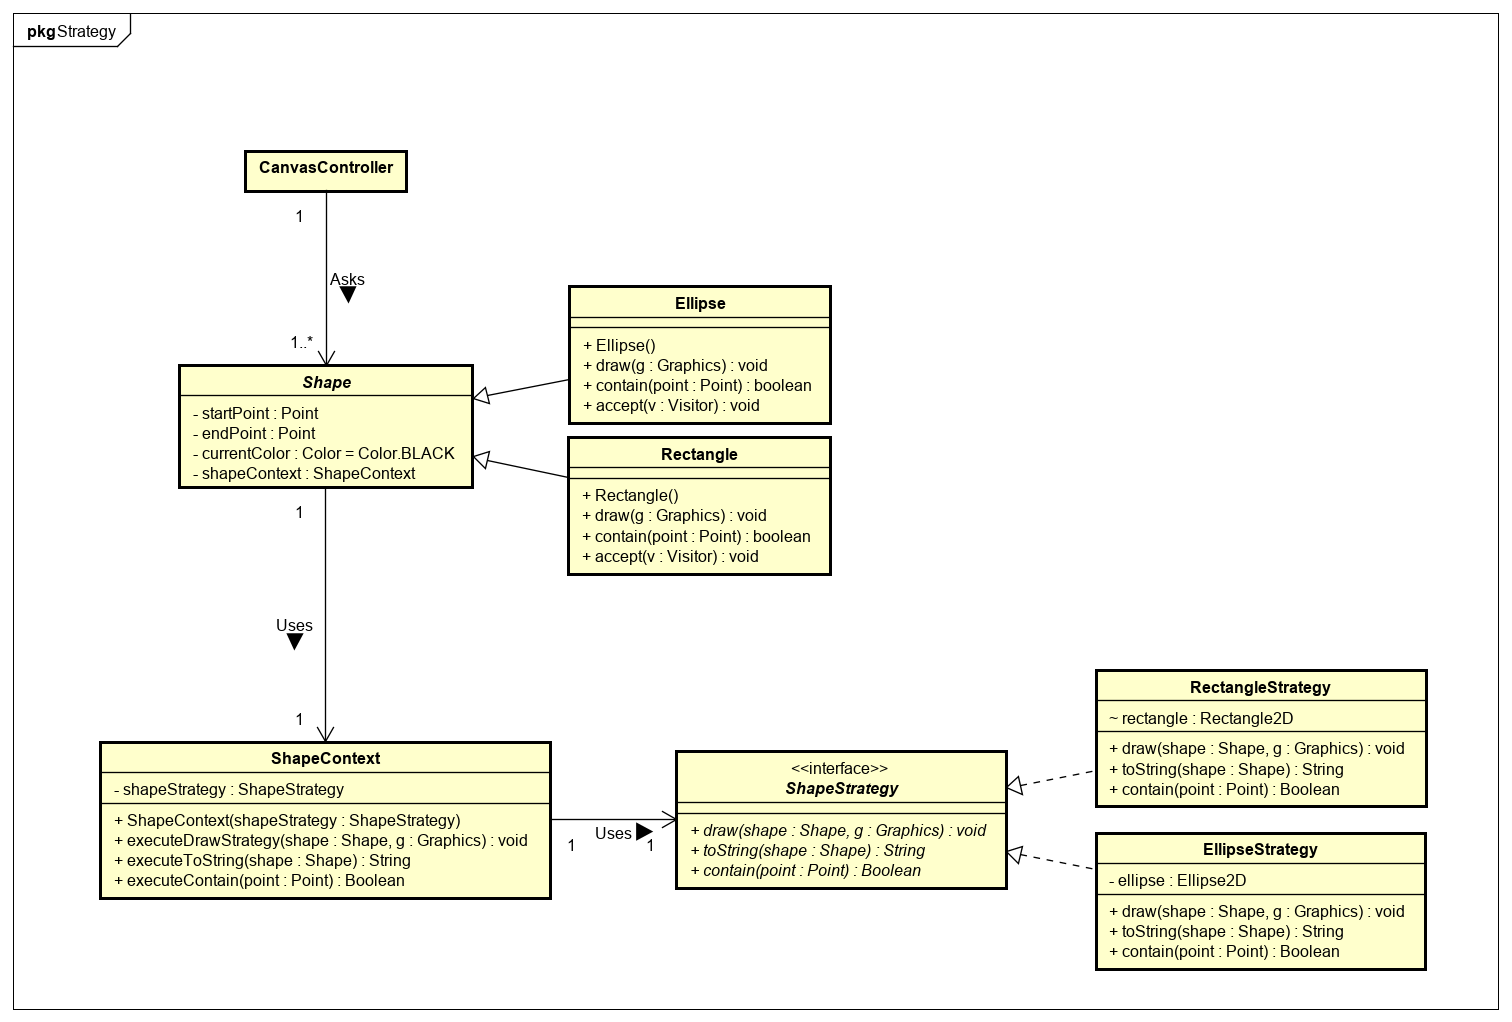 pkgStrategy
CanvasController
1
Asks
1..*
Shape
- startPoint : Point
- endPoint : Point
- currentColor : Color = Color.BLACK
- shapeContext : ShapeContext
Ellipse
+ Ellipse()
+ draw(g : Graphics) : void
+ contain(point : Point) : boolean
+ accept(v : Visitor) : void
Rectangle
+ Rectangle()
+ draw(g : Graphics) : void
+ contain(point : Point) : boolean
+ accept(v : Visitor) : void
1
Uses
1
ShapeContext
- shapeStrategy : ShapeStrategy
+ ShapeContext(shapeStrategy : ShapeStrategy)
+ executeDrawStrategy(shape : Shape, g : Graphics) : void
+ executeToString(shape : Shape) : String
+ executeContain(point : Point) : Boolean
1
Uses
1
<<interface>>
ShapeStrategy
+ draw(shape : Shape, g : Graphics) : void
+ toString(shape : Shape) : String
+ contain(point : Point) : Boolean
RectangleStrategy
~ rectangle : Rectangle2D
+ draw(shape : Shape, g : Graphics) : void
+ toString(shape : Shape) : String
+ contain(point : Point) : Boolean
EllipseStrategy
- ellipse : Ellipse2D
+ draw(shape : Shape, g : Graphics) : void
+ toString(shape : Shape) : String
+ contain(point : Point) : Boolean